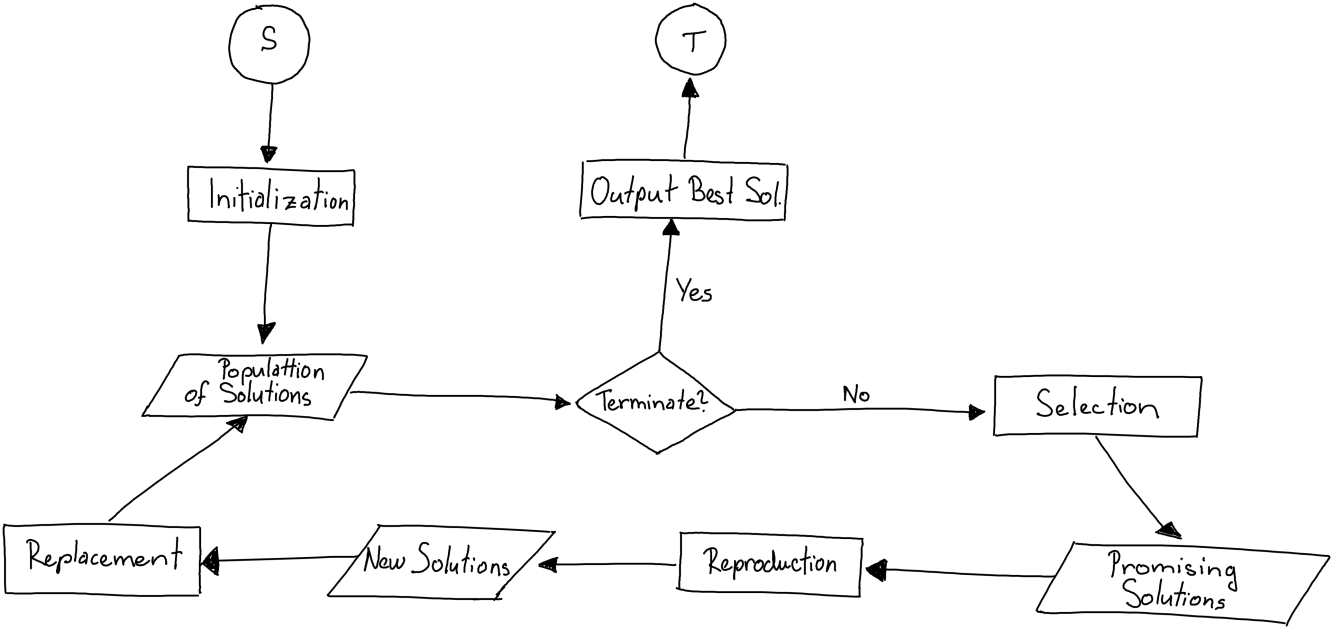 S
T
Initialization
Output Best Sol.
Yes
Populattion
of Solutions
Terminate?
No
Selection
Replacement
New Solutions
Reproduction
Promising
Solutions